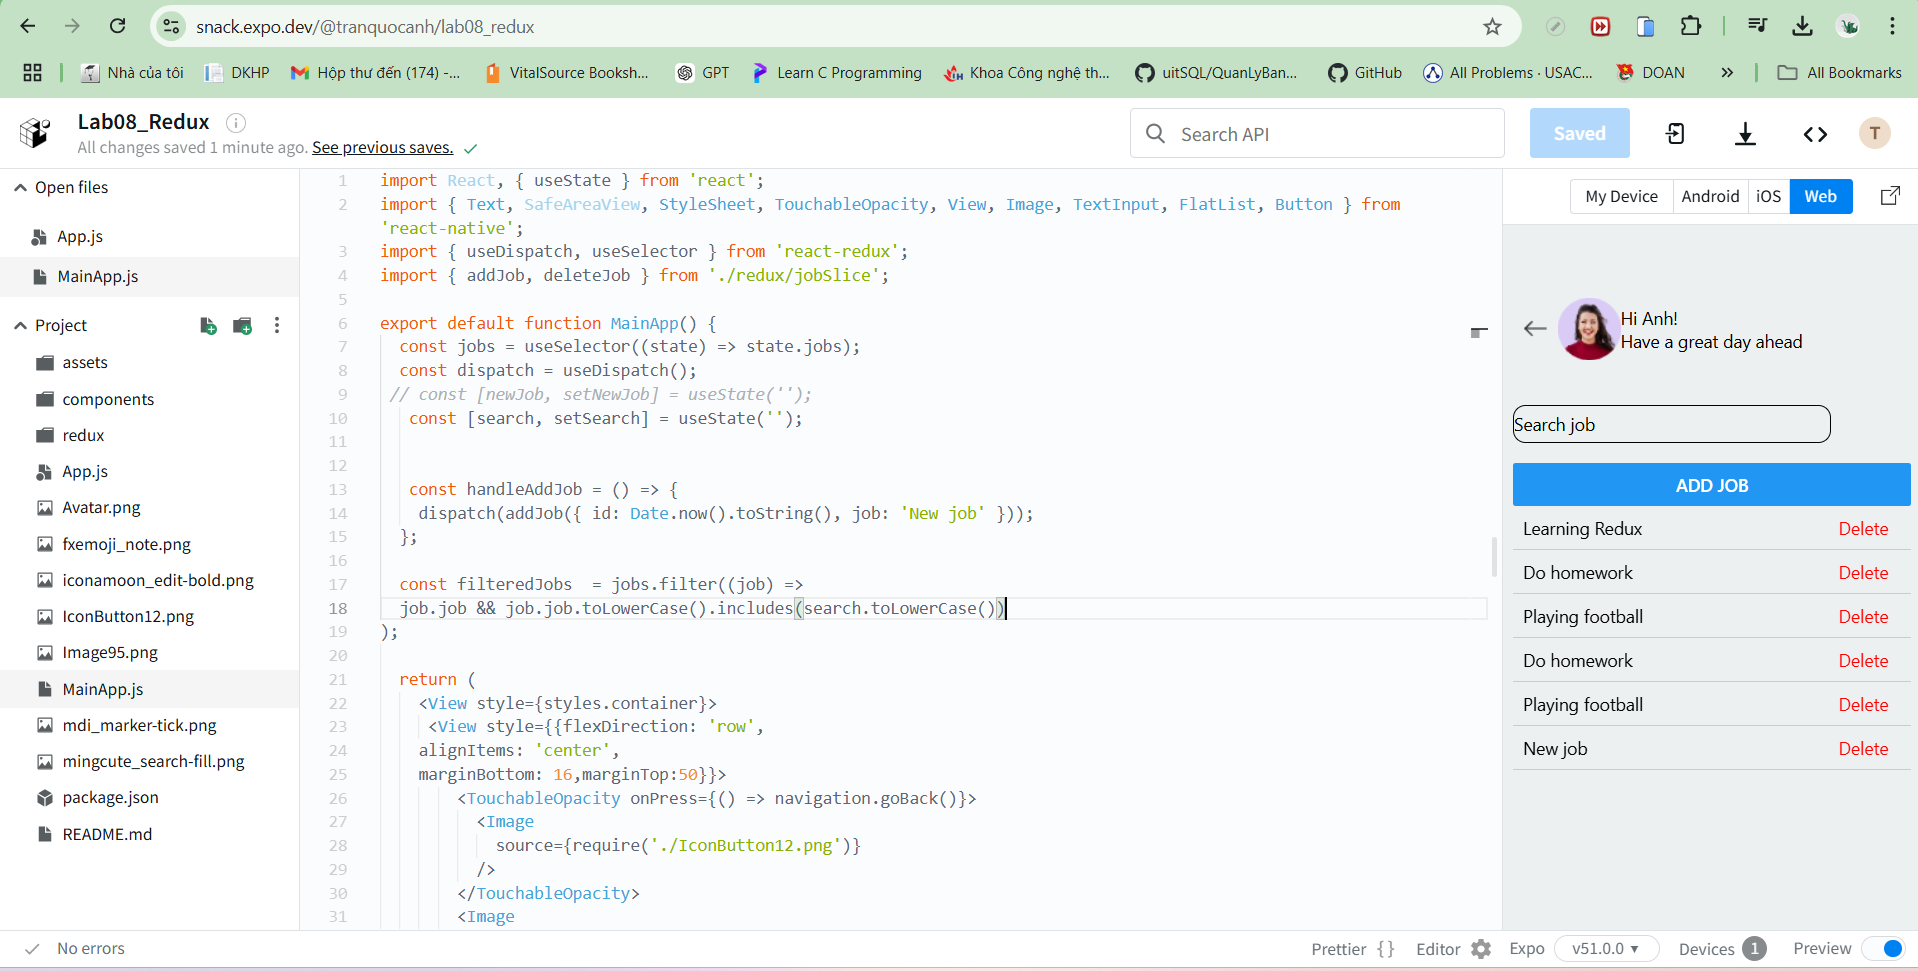 snack.expo.dev/@tranquocanh/lab08_redux
Nhà của tôi
DKHP
Hộp thư đến (174) -...
VitalSource Booksh...
GPT
Learn C Programming
Khoa Công nghệ th...
uitSQL/QuanLyBan...
GitHub
All Problems · USAC...
DOAN
All Bookmarks
Lab08_Redux
All changes saved 1 minute ago. See previous saves.
Search API
Saved
T
Open files
App.js
MainApp.js
Project
assets
components
redux
App.js
Avatar.png
fxemoji_note.png
iconamoon_edit-bold.png
IconButton12.png
Image95.png
MainApp.js
mdi_marker-tick.png
mingcute_search-fill.png
package.json
README.md
1 import React, { useState } from 'react';
2 import { Text, SafeAreaView, StyleSheet, TouchableOpacity, View, Image, TextInput, FlatList, Button } from
'react-native';
3 import { useDispatch, useSelector } from 'react-redux';
4 import { addJob, deleteJob } from './redux/jobSlice';
5
6 export default function MainApp() {
7 const jobs = useSelector((state) => state.jobs);
8 const dispatch = useDispatch();
9 // const [newJob, setNewJob] = useState('');
10 const [search, setSearch] = useState('');
11
12
13 const handleAddJob = () => {
14 dispatch(addJob({ id: Date.now().toString(), job: 'New job' }));
15 };
16
17 const filteredJobs  = jobs.filter((job) =>
18 job.job && job.job.toLowerCase().includes(search.toLowerCase())
19 );
20
21 return (
22 <View style={styles.container}>
23 <View style={{flexDirection: 'row',
24 alignItems: 'center',
25 marginBottom: 16,marginTop:50}}>
26 <TouchableOpacity onPress={() => navigation.goBack()}>
27 <Image
28 source={require('./IconButton12.png')}
29 />
30 </TouchableOpacity>
31 <Image
My Device
Android
iOS
Web
Hi Anh!
Have a great day ahead
Search job
ADD JOB
Learning Redux Delete
Do homework Delete
Playing football Delete
Do homework Delete
Playing football Delete
New job Delete
No errors
Prettier {}
Editor
Expo
v51.0.0
Devices 1
Preview